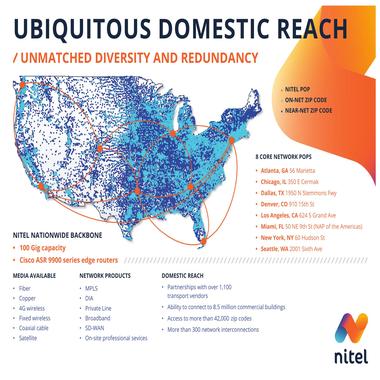 UBIQUITOUS DOMESTIC REACH
/ UNMATCHED DIVERSITY AND REDUNDANCY
NITEL POP
ON-NET ZIP CODE
NEAR-NET ZIP CODE
8 CORE NETWORK POPS
• Atlanta, GA 56 Marietta
• Chicago, IL 350 E Cermak
• Dallas, TX 1950 N Stemmons Fwy
• Denver, CO 910 15th St
• Los Angeles, CA 624 S Grand Ave
• Miami, FL 50 NE 9th St (NAP of the Americas)
• New York, NY 60 Hudson St
• Seattle, WA 2001 Sixth Ave
NITEL NATIONWIDE BACKBONE
• 100 Gig capacity
• Cisco ASR 9900 series edge routers
MEDIA AVAILABLE
• Fiber
• Copper
• 4G wireless
• Fixed wireless
• Coaxial cable
• Satellite
NETWORK PRODUCTS
• MPLS
• DIA
• Private Line
• Broadband
• SD-WAN
• On-site professional sevices
DOMESTIC REACH
• Partnerships with over 1,100
transport vendors
• Ability to connect to 8.5 million commercial buildings
• Access to more than 42,000 zip codes
• More than 300 network interconnections
nitel